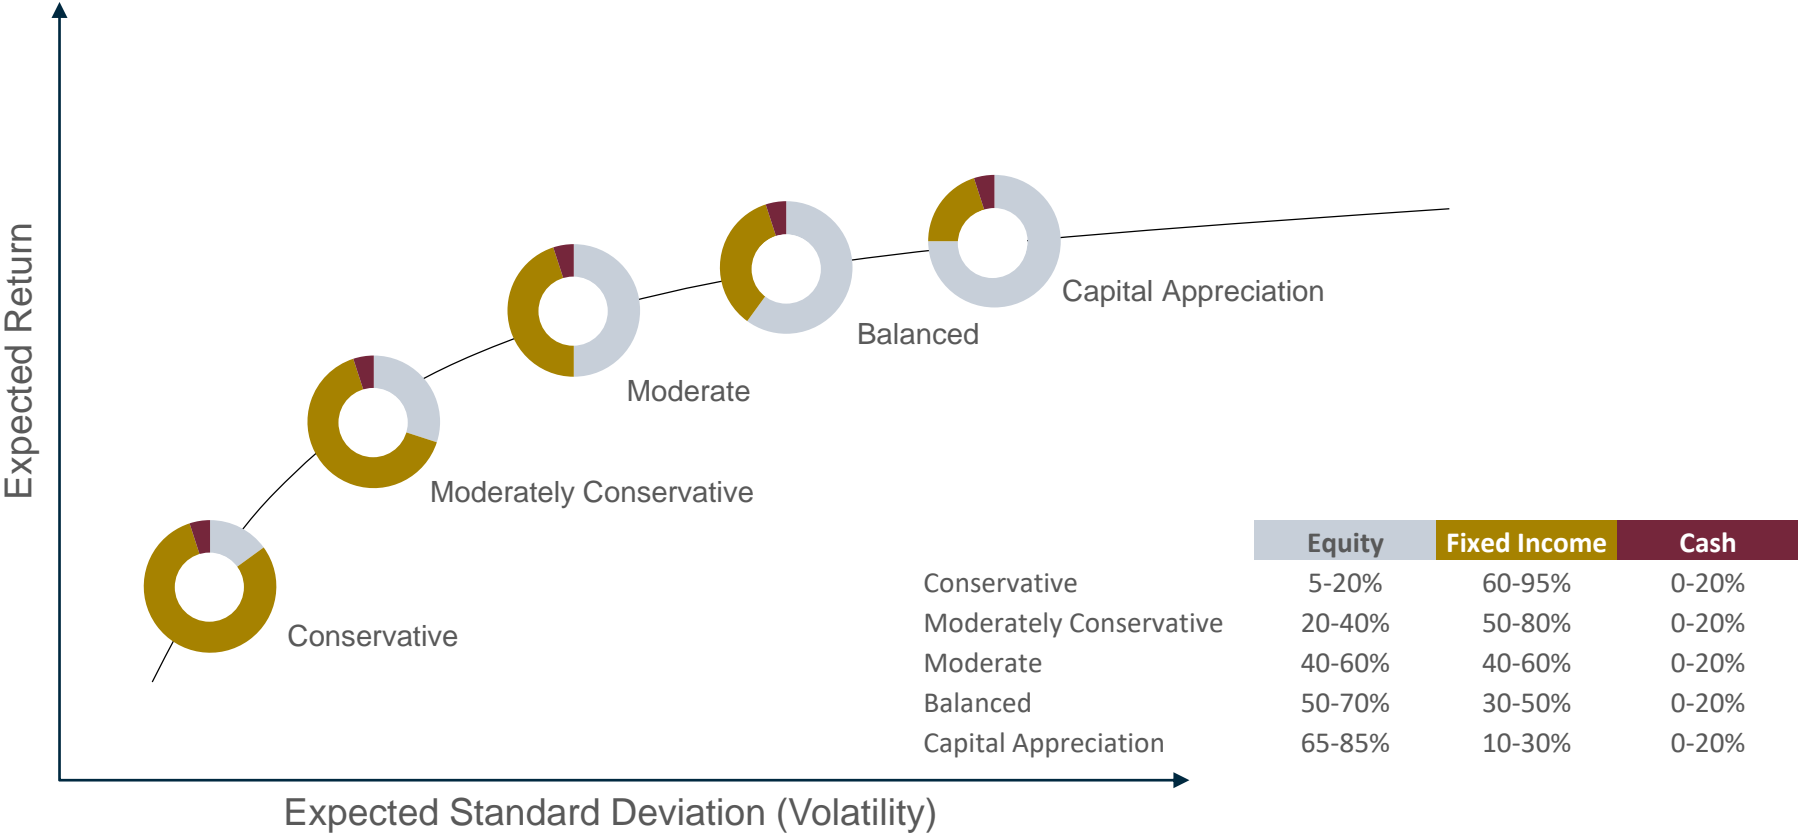 Expected Return
Capital Appreciation
Balanced
Moderate
Moderately Conservative
Conservative
Equity Fixed Income Cash
Conservative 5-20% 60-95% 0-20%
Moderately Conservative 20-40% 50-80% 0-20%
Moderate 40-60% 40-60% 0-20%
Balanced 50-70% 30-50% 0-20%
Capital Appreciation 65-85% 10-30% 0-20%
Expected Standard Deviation (Volatility)